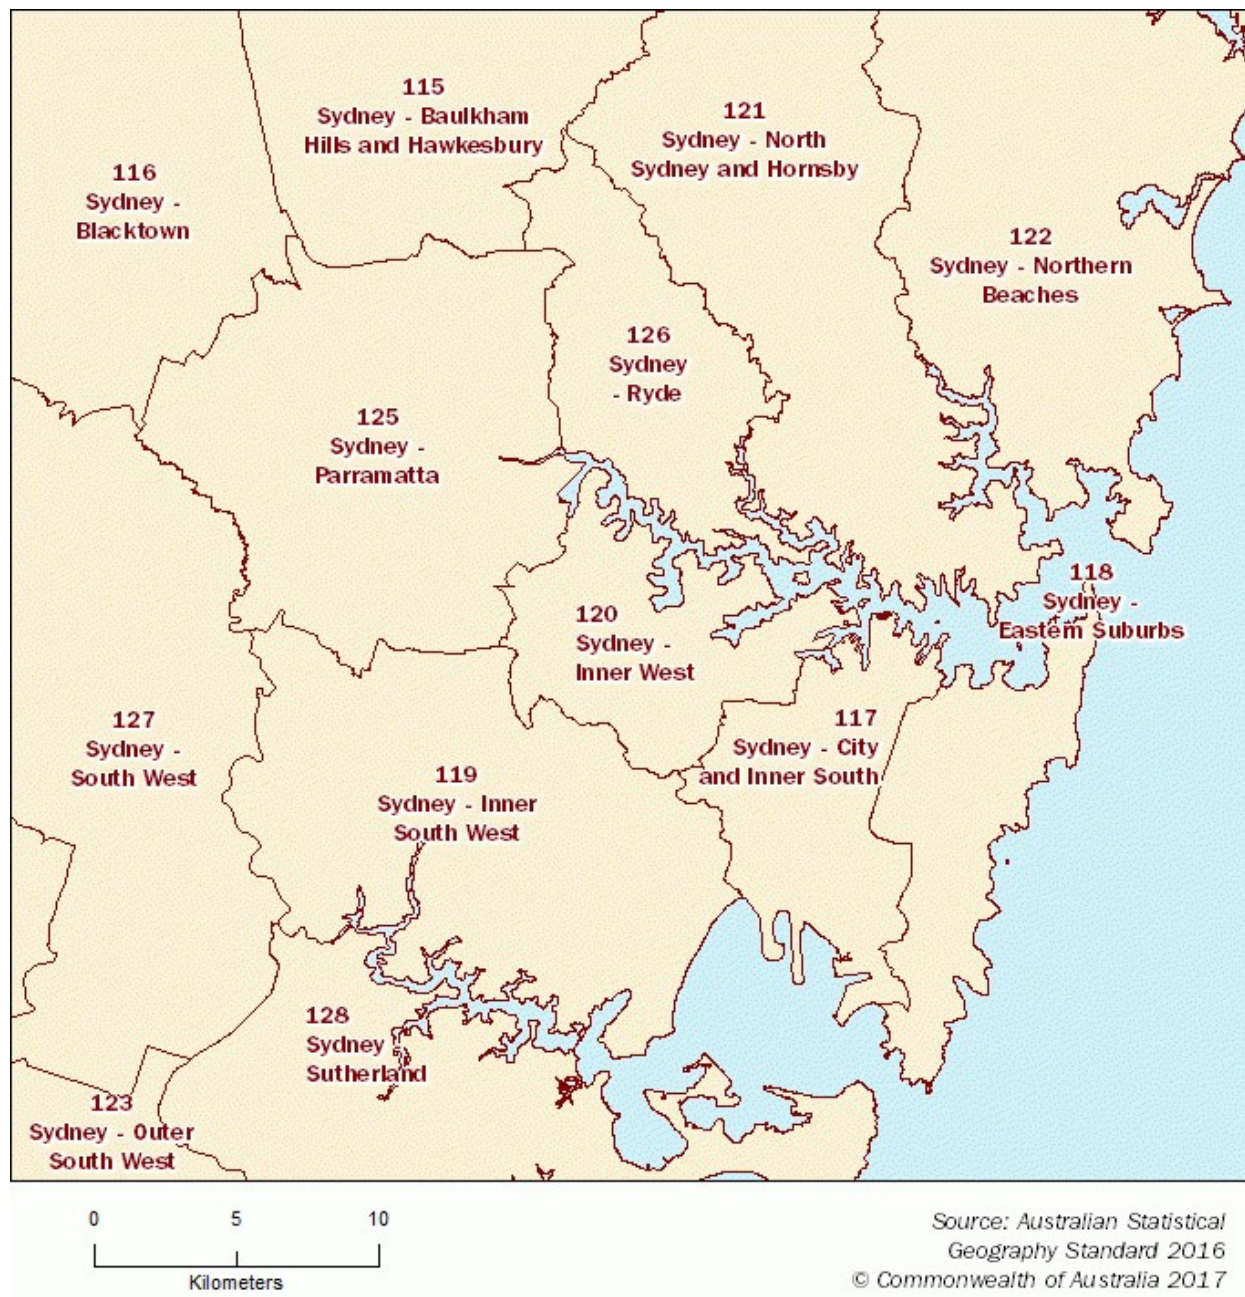 115
Sydney - Baulkham
Hills and Hawkesbury
121
Sydney - North
Sydney and Hornsby
116
Sydney -
Blacktown
122
Sydney - Northern
Beaches
126
Sydney
- Ryde
125
Sydney -
Parramatta
118
Sydney -
Eastern Suburbs
120
Sydney -
Inner West
127
Sydney -
South West
117
Sydney - City
and Inner South
119
Sydney - Inner
South West
128
Sydney
Sutherland
123
Sydney - Outer
South West
0 5 10
Kilometers
Source: Australian Statistical
Geography Standard 2016
© Commonwealth of Australia 2017